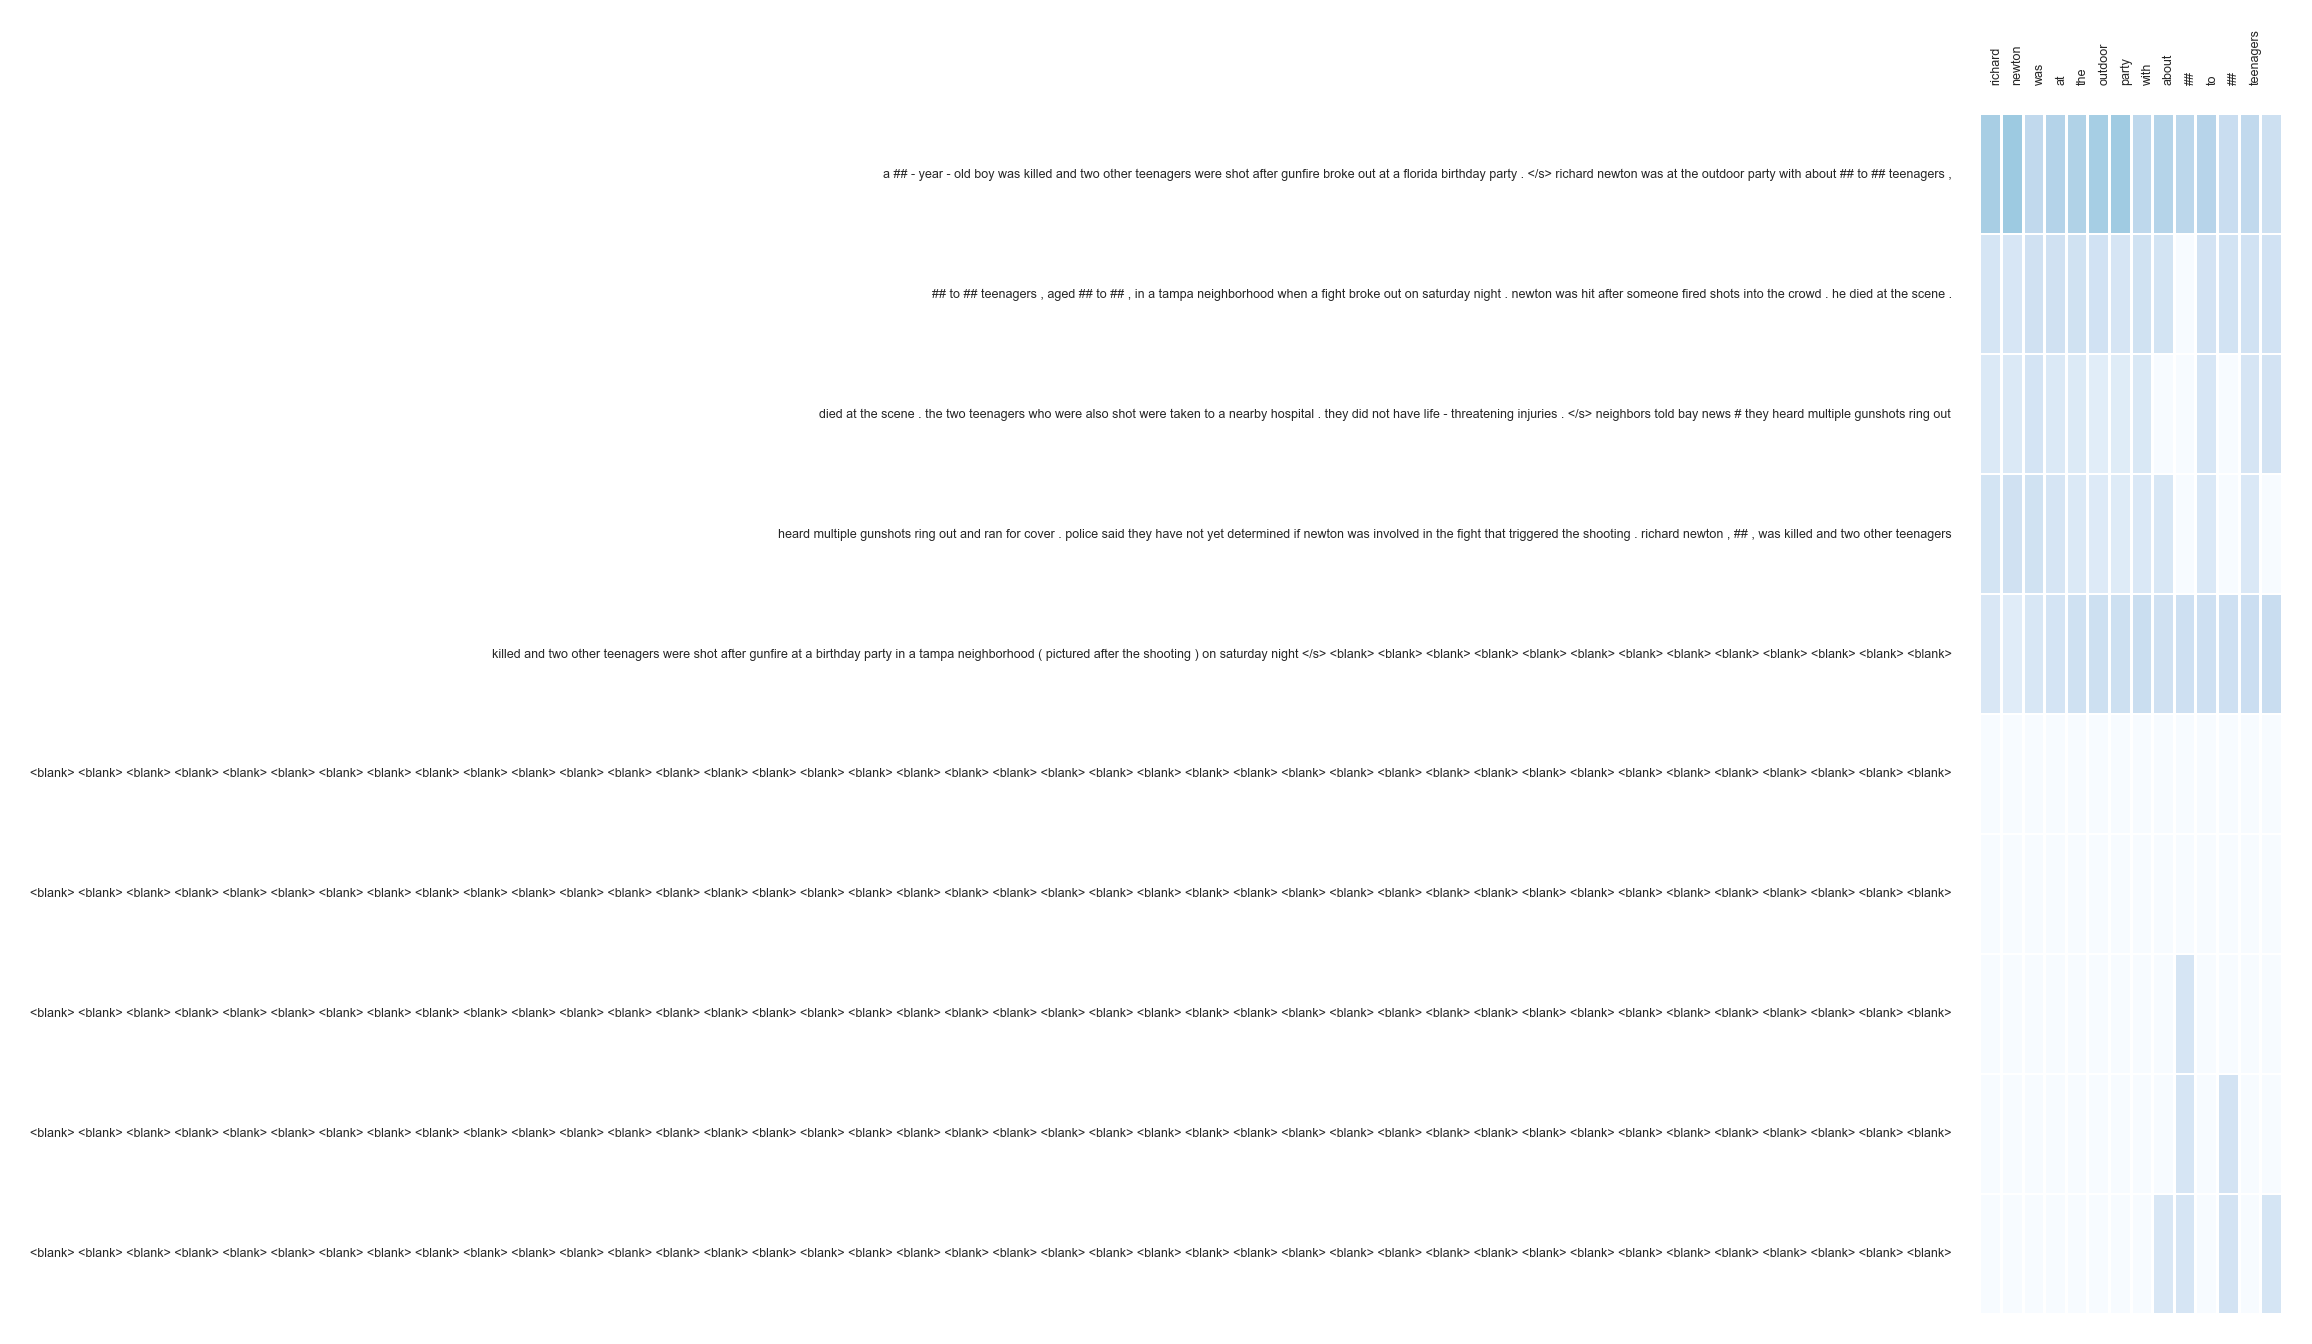 richard
newton
was
at
the
outdoor
party
with
about
##
to
##
teenagers
a ## - year - old boy was killed and two other teenagers were shot after gunfire broke out at a florida birthday party . </s> richard newton was at the outdoor party with about ## to ## teenagers ,
## to ## teenagers , aged ## to ## , in a tampa neighborhood when a fight broke out on saturday night . newton was hit after someone fired shots into the crowd . he died at the scene .
died at the scene . the two teenagers who were also shot were taken to a nearby hospital . they did not have life - threatening injuries . </s> neighbors told bay news # they heard multiple gunshots ring out
heard multiple gunshots ring out and ran for cover . police said they have not yet determined if newton was involved in the fight that triggered the shooting . richard newton , ## , was killed and two other teenagers
killed and two other teenagers were shot after gunfire at a birthday party in a tampa neighborhood ( pictured after the shooting ) on saturday night </s> <blank> <blank> <blank> <blank> <blank> <blank> <blank> <blank> <blank> <blank> <blank> <blank> <blank>
<blank> <blank> <blank> <blank> <blank> <blank> <blank> <blank> <blank> <blank> <blank> <blank> <blank> <blank> <blank> <blank> <blank> <blank> <blank> <blank> <blank> <blank> <blank> <blank> <blank> <blank> <blank> <blank> <blank> <blank> <blank> <blank> <blank> <blank> <blank> <blank> <blank> <blank> <blank> <blank>
<blank> <blank> <blank> <blank> <blank> <blank> <blank> <blank> <blank> <blank> <blank> <blank> <blank> <blank> <blank> <blank> <blank> <blank> <blank> <blank> <blank> <blank> <blank> <blank> <blank> <blank> <blank> <blank> <blank> <blank> <blank> <blank> <blank> <blank> <blank> <blank> <blank> <blank> <blank> <blank>
<blank> <blank> <blank> <blank> <blank> <blank> <blank> <blank> <blank> <blank> <blank> <blank> <blank> <blank> <blank> <blank> <blank> <blank> <blank> <blank> <blank> <blank> <blank> <blank> <blank> <blank> <blank> <blank> <blank> <blank> <blank> <blank> <blank> <blank> <blank> <blank> <blank> <blank> <blank> <blank>
<blank> <blank> <blank> <blank> <blank> <blank> <blank> <blank> <blank> <blank> <blank> <blank> <blank> <blank> <blank> <blank> <blank> <blank> <blank> <blank> <blank> <blank> <blank> <blank> <blank> <blank> <blank> <blank> <blank> <blank> <blank> <blank> <blank> <blank> <blank> <blank> <blank> <blank> <blank> <blank>
<blank> <blank> <blank> <blank> <blank> <blank> <blank> <blank> <blank> <blank> <blank> <blank> <blank> <blank> <blank> <blank> <blank> <blank> <blank> <blank> <blank> <blank> <blank> <blank> <blank> <blank> <blank> <blank> <blank> <blank> <blank> <blank> <blank> <blank> <blank> <blank> <blank> <blank> <blank> <blank>